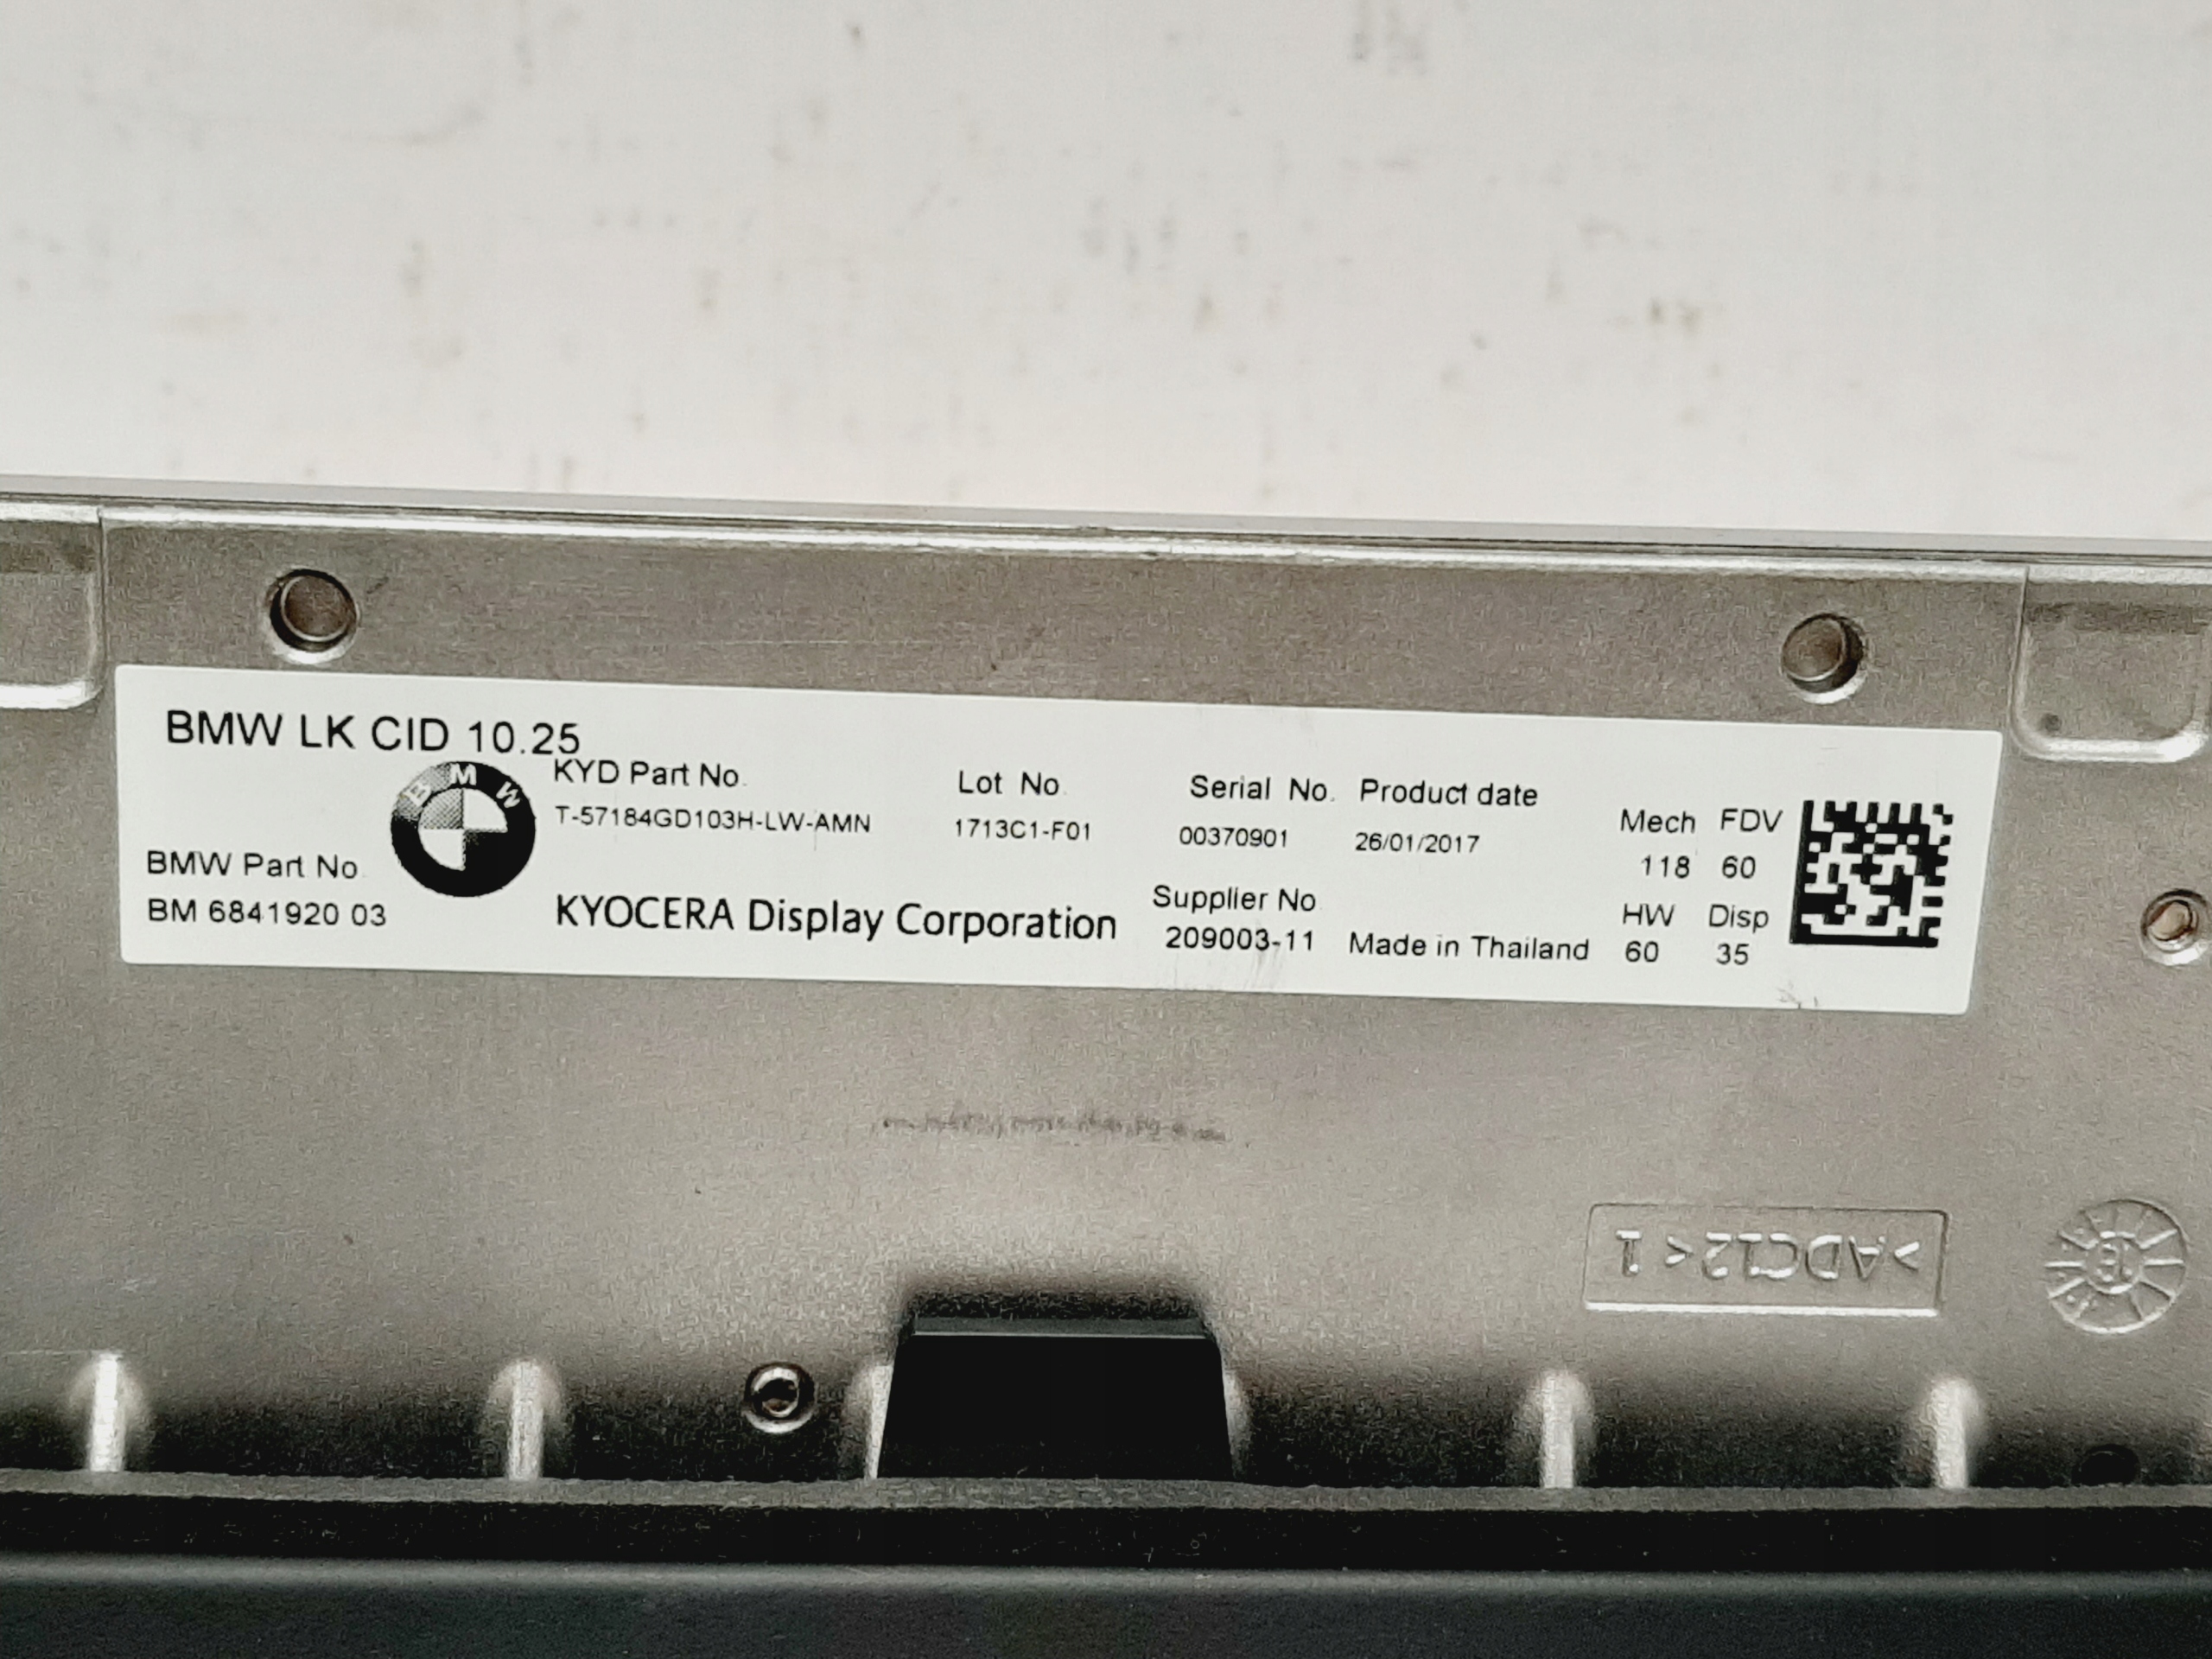 BMW LK CID 10.25
BMW
KYD Part No.
T-57184GD103H-LW-AMN
Lot No.
1713C1-F01
Serial No.
00370901
Product date
26/01/2017
Mech FDV
118 60
BMW Part No.
BM 6841920 03
KYOCERA Display Corporation
Supplier No.
209003-11
Made in Thailand
HW Disp
60 35
>ADC12< 1